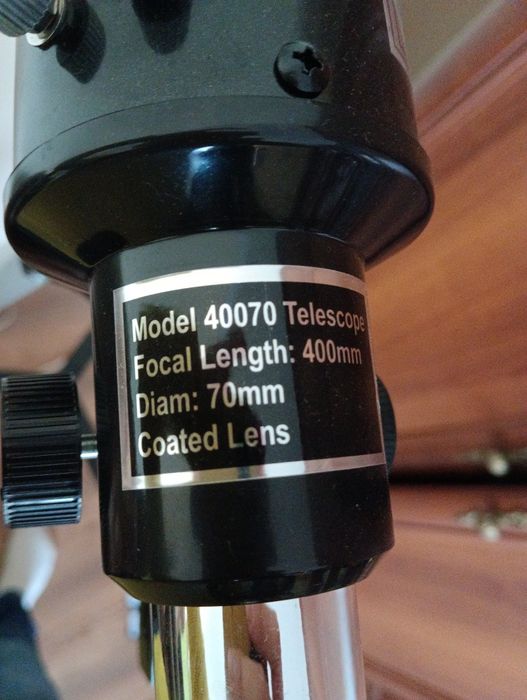 Model 40070 Telescope
Focal Length: 400mm
Diam: 70mm
Coated Lens